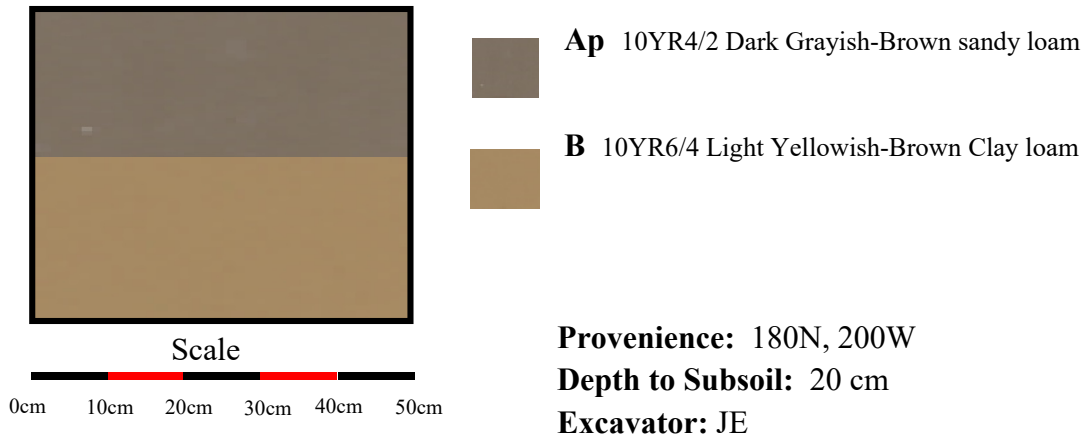 Ap 10YR4/2 Dark Grayish-Brown sandy loam
B 10YR6/4 Light Yellowish-Brown Clay loam
Scale
0cm 10cm 20cm 30cm 40cm 50cm
Provenience: 180N, 200W
Depth to Subsoil: 20 cm
Excavator: JE